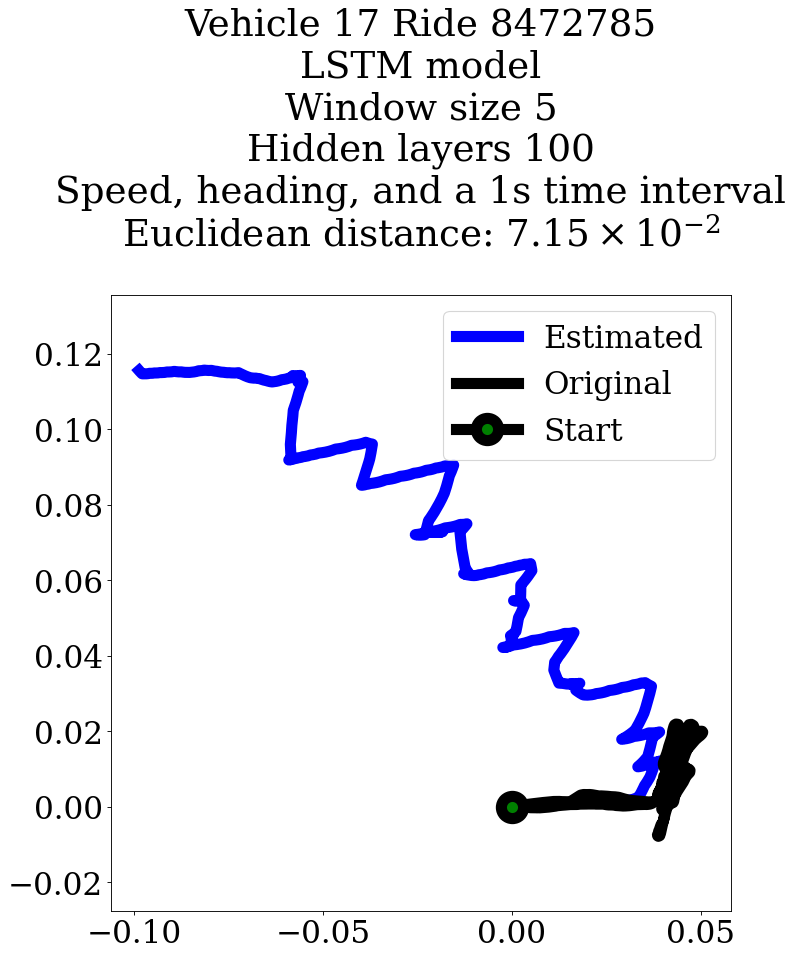 Vehicle 17 Ride 8472785
LSTM model
Window size 5
Hidden layers 100
Speed, heading, and a 1s time interval
Euclidean distance: 7.15 × 10⁻²
Estimated
Original
Start
0.12
0.10
0.08
0.06
0.04
0.02
0.00
−0.02
−0.10
−0.05
0.00
0.05